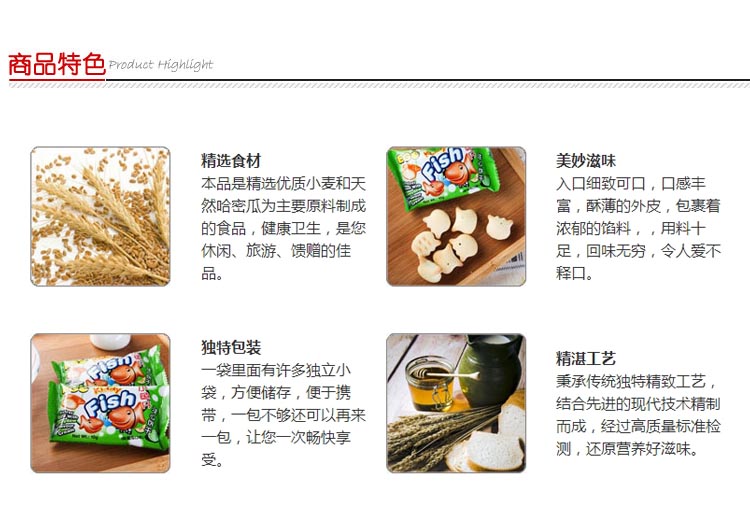 商品特色 Product Highlight
精选食材
本品是精选优质小麦和天
然哈密瓜为主要原料制成
的食品，健康卫生，是您
休闲、旅游、馈赠的佳
品。
美妙滋味
入口细致可口，口感丰
富，酥薄的外皮，包裹着
浓郁的馅料，，用料十
足，回味无穷，令人爱不
释口。
Fish
独特包装
一袋里面有许多独立小
袋，方便储存，便于携
带，一包不够还可以再来
一包，让您一次畅快享
受。
Fish
Fish
精湛工艺
秉承传统独特精致工艺，
结合先进的现代技术精制
而成，经过高质量标准检
测，还原营养好滋味。